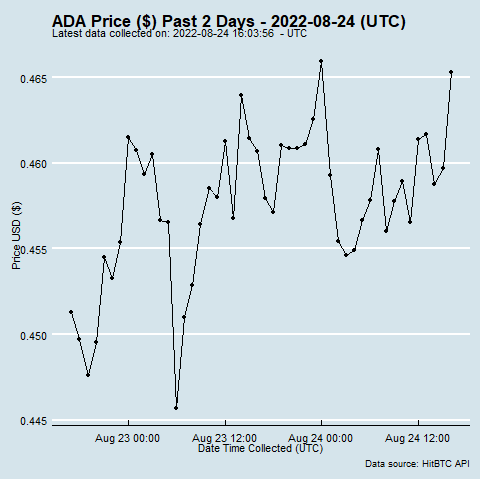 ADA Price ($) Past 2 Days - 2022-08-24 (UTC)
Latest data collected on: 2022-08-24 16:03:56 - UTC
0.465
0.460
0.455
0.450
0.445
Price USD ($)
Aug 23 00:00
Aug 23 12:00
Aug 24 00:00
Aug 24 12:00
Date Time Collected (UTC)
Data source: HitBTC API